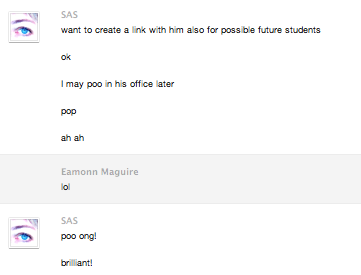 SAS
want to create a link with him also for possible future students
ok
I may poo in his office later
pop
ah ah
Eamonn Maguire
lol
SAS
poo ong!
brilliant!